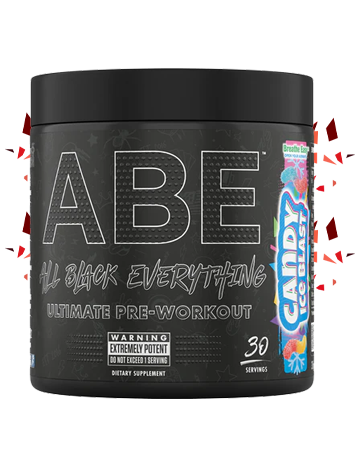 ABE™
ALL BLACK EVERYTHING
ULTIMATE PRE-WORKOUT
WARNING
EXTREMELY POTENT
DO NOT EXCEED 1 SERVING
DIETARY SUPPLEMENT
30
SERVINGS
CANDY
ICE BLAST